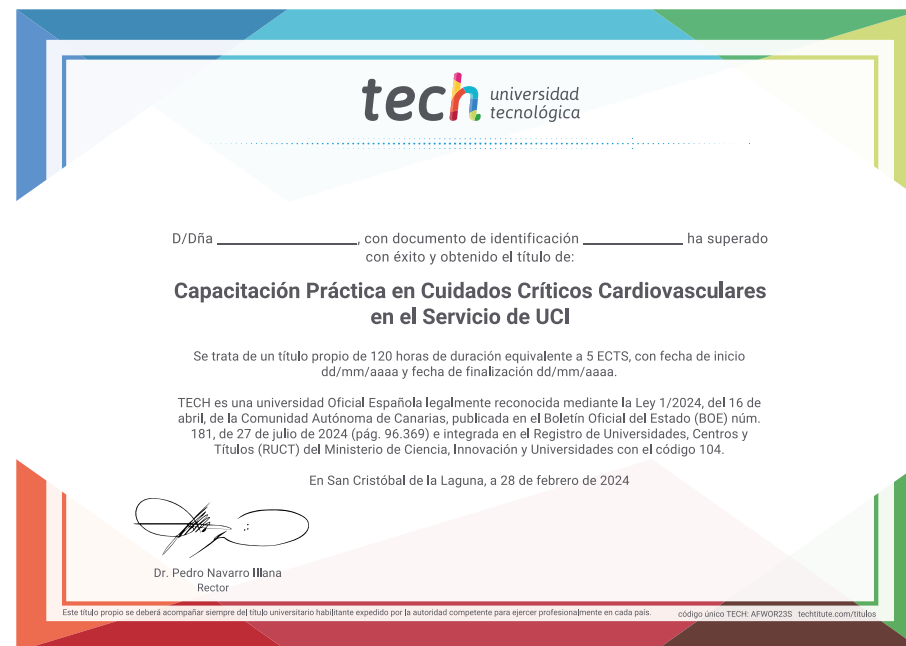 tech universidad
tecnológica
D/Dña ____________________, con documento de identificación ______________ ha superado
con éxito y obtenido el título de:
Capacitación Práctica en Cuidados Críticos Cardiovasculares
en el Servicio de UCI
Se trata de un título propio de 120 horas de duración equivalente a 5 ECTS, con fecha de inicio
dd/mm/aaaa y fecha de finalización dd/mm/aaaa.
TECH es una universidad Oficial Española legalmente reconocida mediante la Ley 1/2024, del 16 de
abril, de la Comunidad Autónoma de Canarias, publicada en el Boletín Oficial del Estado (BOE) núm.
181, de 27 de julio de 2024 (pág. 96.369) e integrada en el Registro de Universidades, Centros y
Títulos (RUCT) del Ministerio de Ciencia, Innovación y Universidades con el código 104.
En San Cristóbal de la Laguna, a 28 de febrero de 2024
Dr. Pedro Navarro Illana
Rector
Este título propio se deberá acompañar siempre del título universitario habilitante expedido por la autoridad competente para ejercer profesionalmente en cada país.
código único TECH: AFWOR23S techtitute.com/titulos